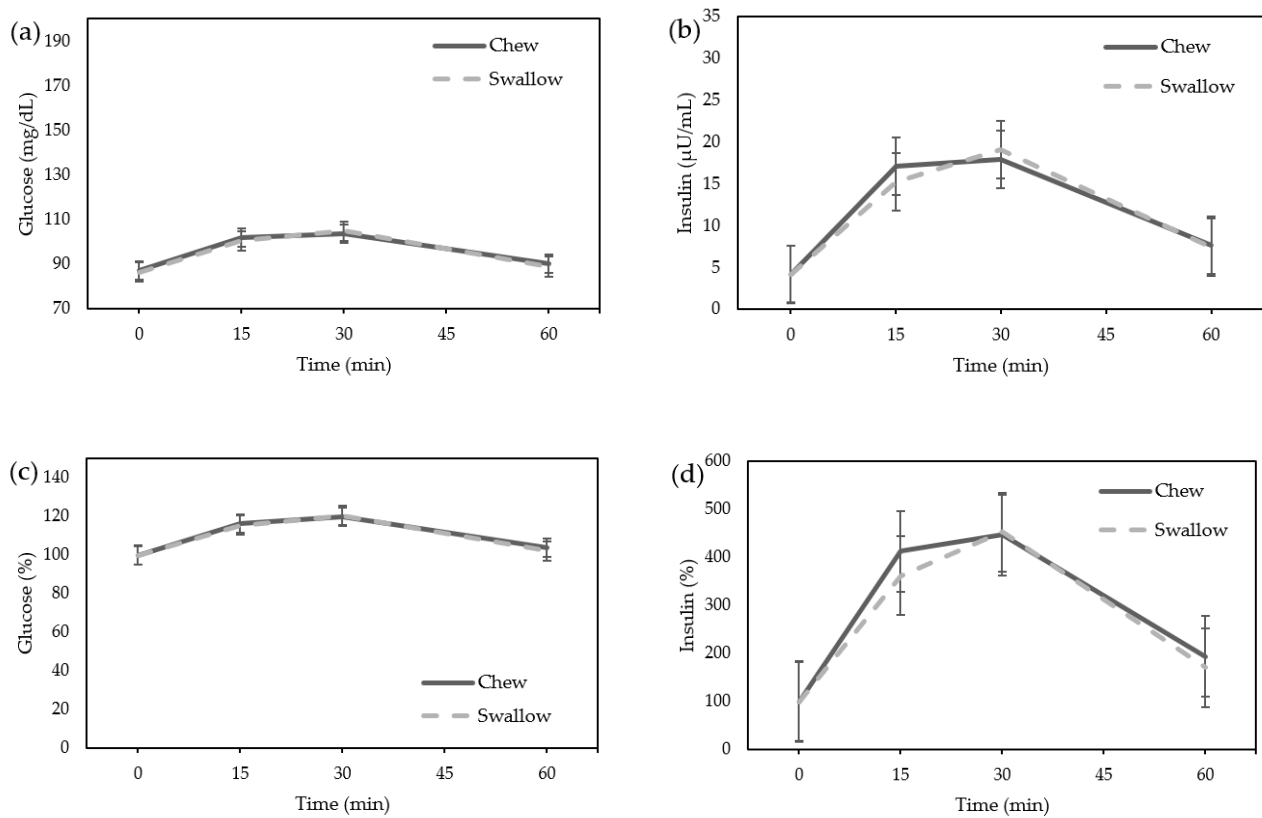 (a)
Glucose (mg/dL)
190
170
150
130
110
90
70
Chew
Swallow
0 15 30 45 60
Time (min)
(b)
Insulin (µU/mL)
35
30
25
20
15
10
5
0
Chew
Swallow
0 15 30 45 60
Time (min)
(c)
Glucose (%)
140
120
100
80
60
40
20
0
Chew
Swallow
0 15 30 45 60
Time (min)
(d)
Insulin (%)
600
500
400
300
200
100
0
Chew
Swallow
0 15 30 45 60
Time (min)